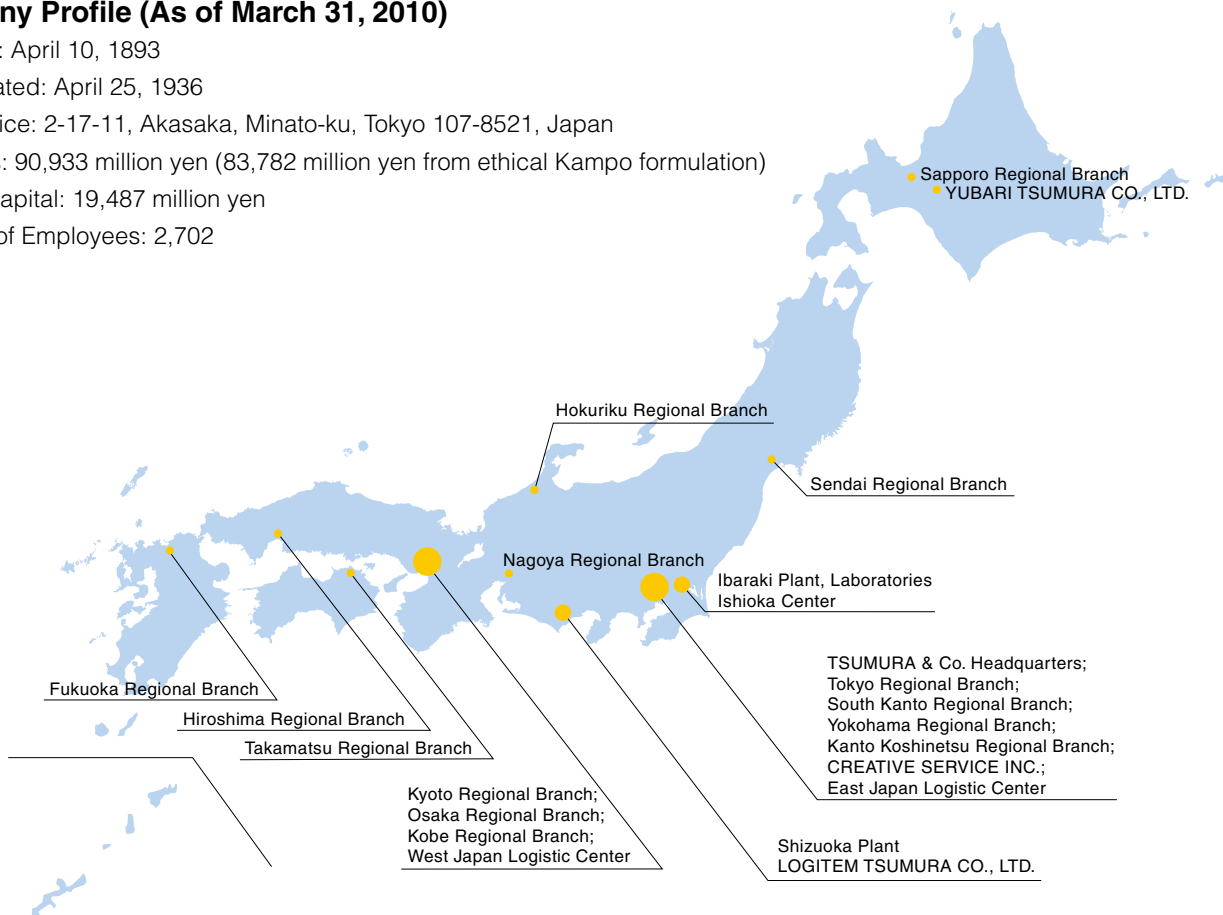 ny Profile (As of March 31, 2010)
: April 10, 1893
ated: April 25, 1936
ice: 2-17-11, Akasaka, Minato-ku, Tokyo 107-8521, Japan
: 90,933 million yen (83,782 million yen from ethical Kampo formulation)
apital: 19,487 million yen
of Employees: 2,702
Sapporo Regional Branch
YUBARI TSUMURA CO., LTD.
Hokuriku Regional Branch
Sendai Regional Branch
Nagoya Regional Branch
Ibaraki Plant, Laboratories
Ishioka Center
TSUMURA & Co. Headquarters;
Tokyo Regional Branch;
South Kanto Regional Branch;
Yokohama Regional Branch;
Kanto Koshinetsu Regional Branch;
CREATIVE SERVICE INC.;
East Japan Logistic Center
Fukuoka Regional Branch
Hiroshima Regional Branch
Takamatsu Regional Branch
Kyoto Regional Branch;
Osaka Regional Branch;
Kobe Regional Branch;
West Japan Logistic Center
Shizuoka Plant
LOGITEM TSUMURA CO., LTD.